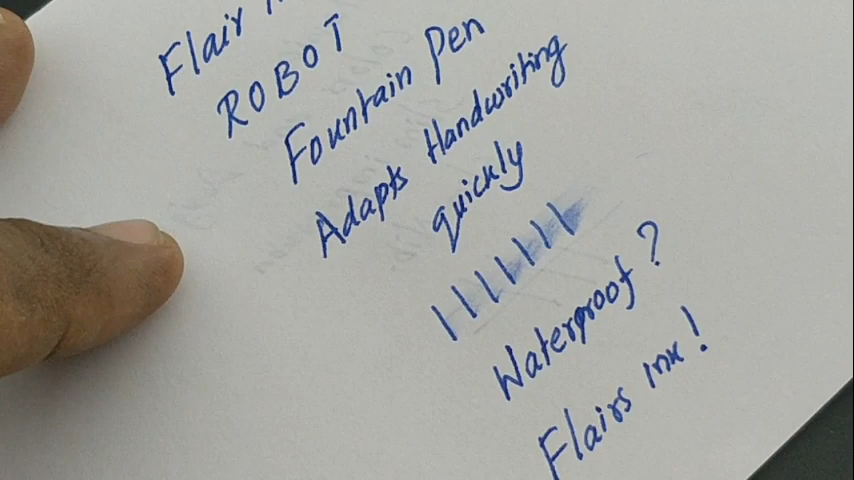 Flair
ROBOT
Fountain Pen
Adapts Handwriting
quickly
Waterproof?
Flairs ink!